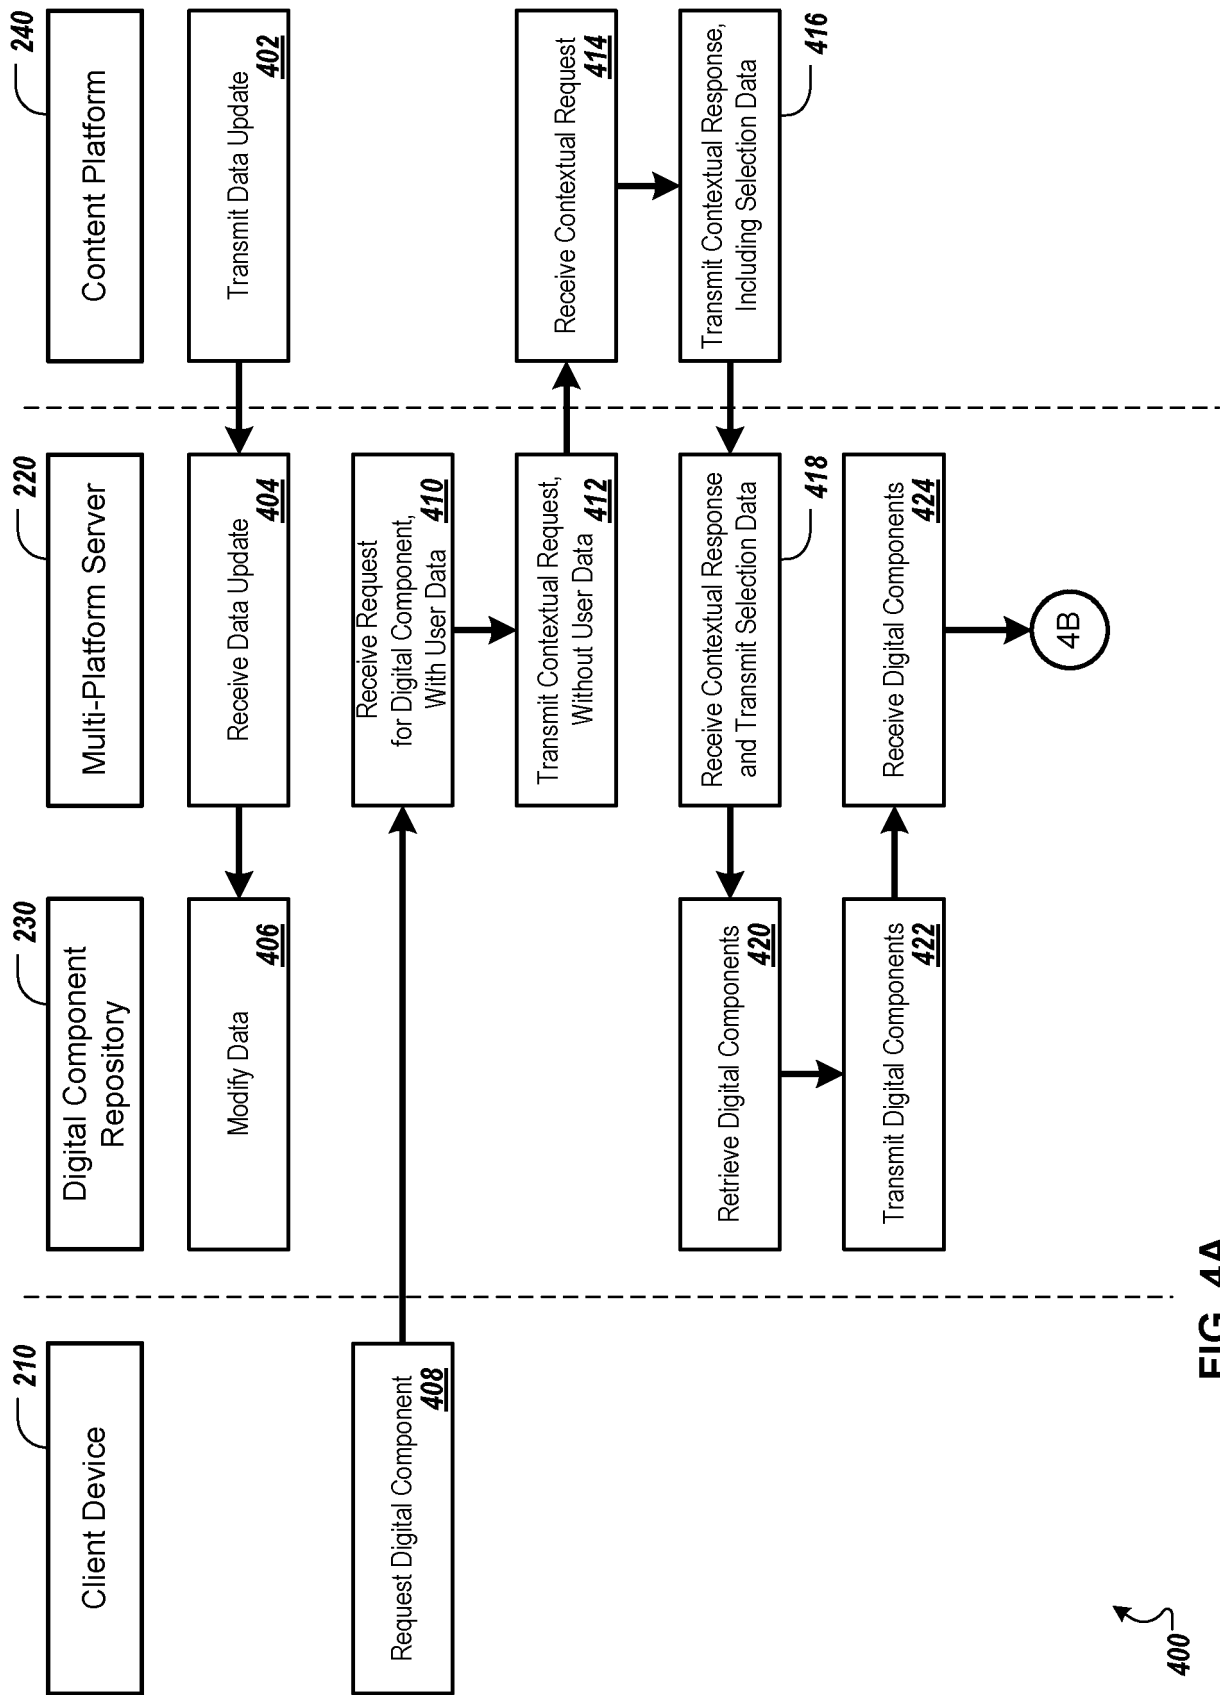 210
Client Device
230
Digital Component
Repository
220
Multi-Platform Server
240
Content Platform
Modify Data
406
Receive Data Update
404
Transmit Data Update
402
Request Digital Component
408
Receive Request
for Digital Component,
With User Data
410
Transmit Contextual Request,
Without User Data
412
Receive Contextual Request
414
Retrieve Digital Components
420
Receive Contextual Response
and Transmit Selection Data
418
Transmit Contextual Response,
Including Selection Data
416
Transmit Digital Components
422
Receive Digital Components
424
4B
400
FIG. 4A